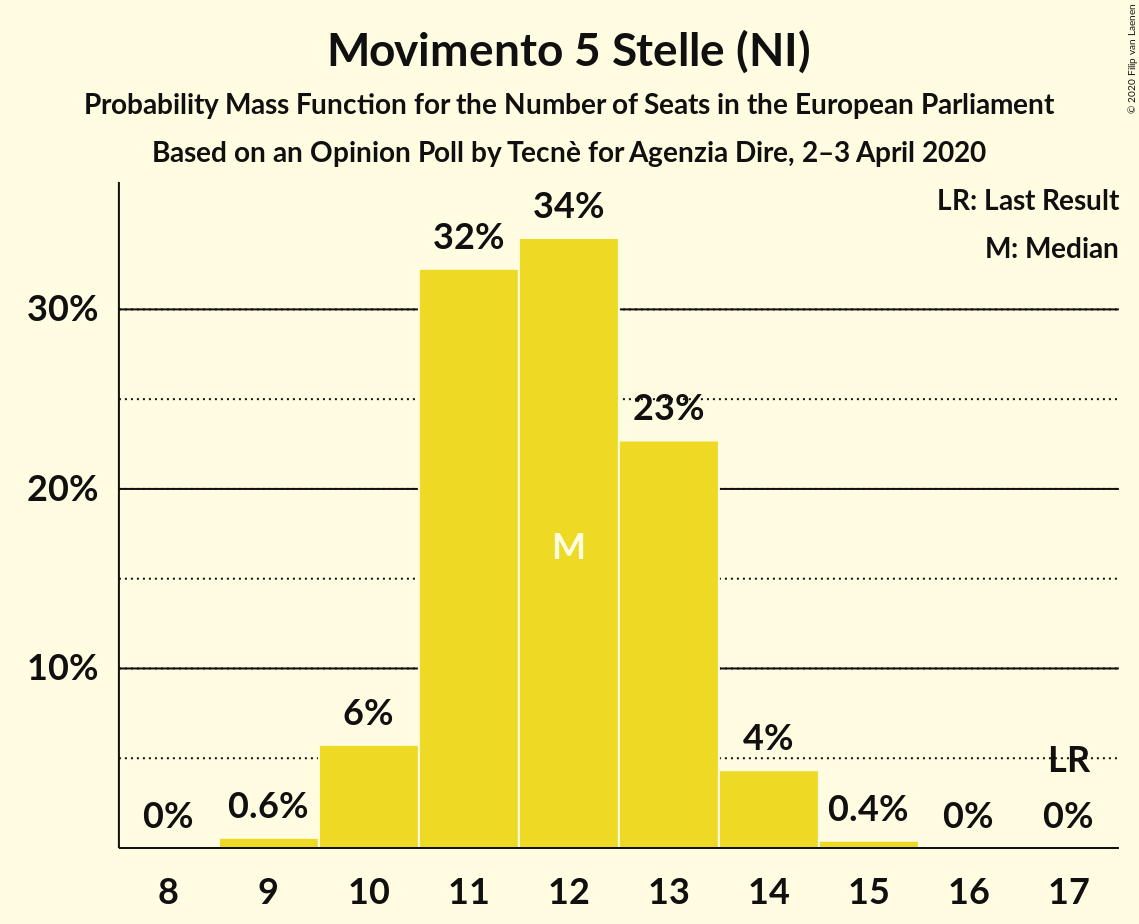 Movimento 5 Stelle (NI)
Probability Mass Function for the Number of Seats in the European Parliament
Based on an Opinion Poll by Tecnè for Agenzia Dire, 2–3 April 2020
© 2020 Filip van Laenen
LR: Last Result
M: Median
34%
32%
30%
23%
20%
M
10%
6%
4%
LR
0%
0.6%
0.4%
0%
0%
8
9
10
11
12
13
14
15
16
17